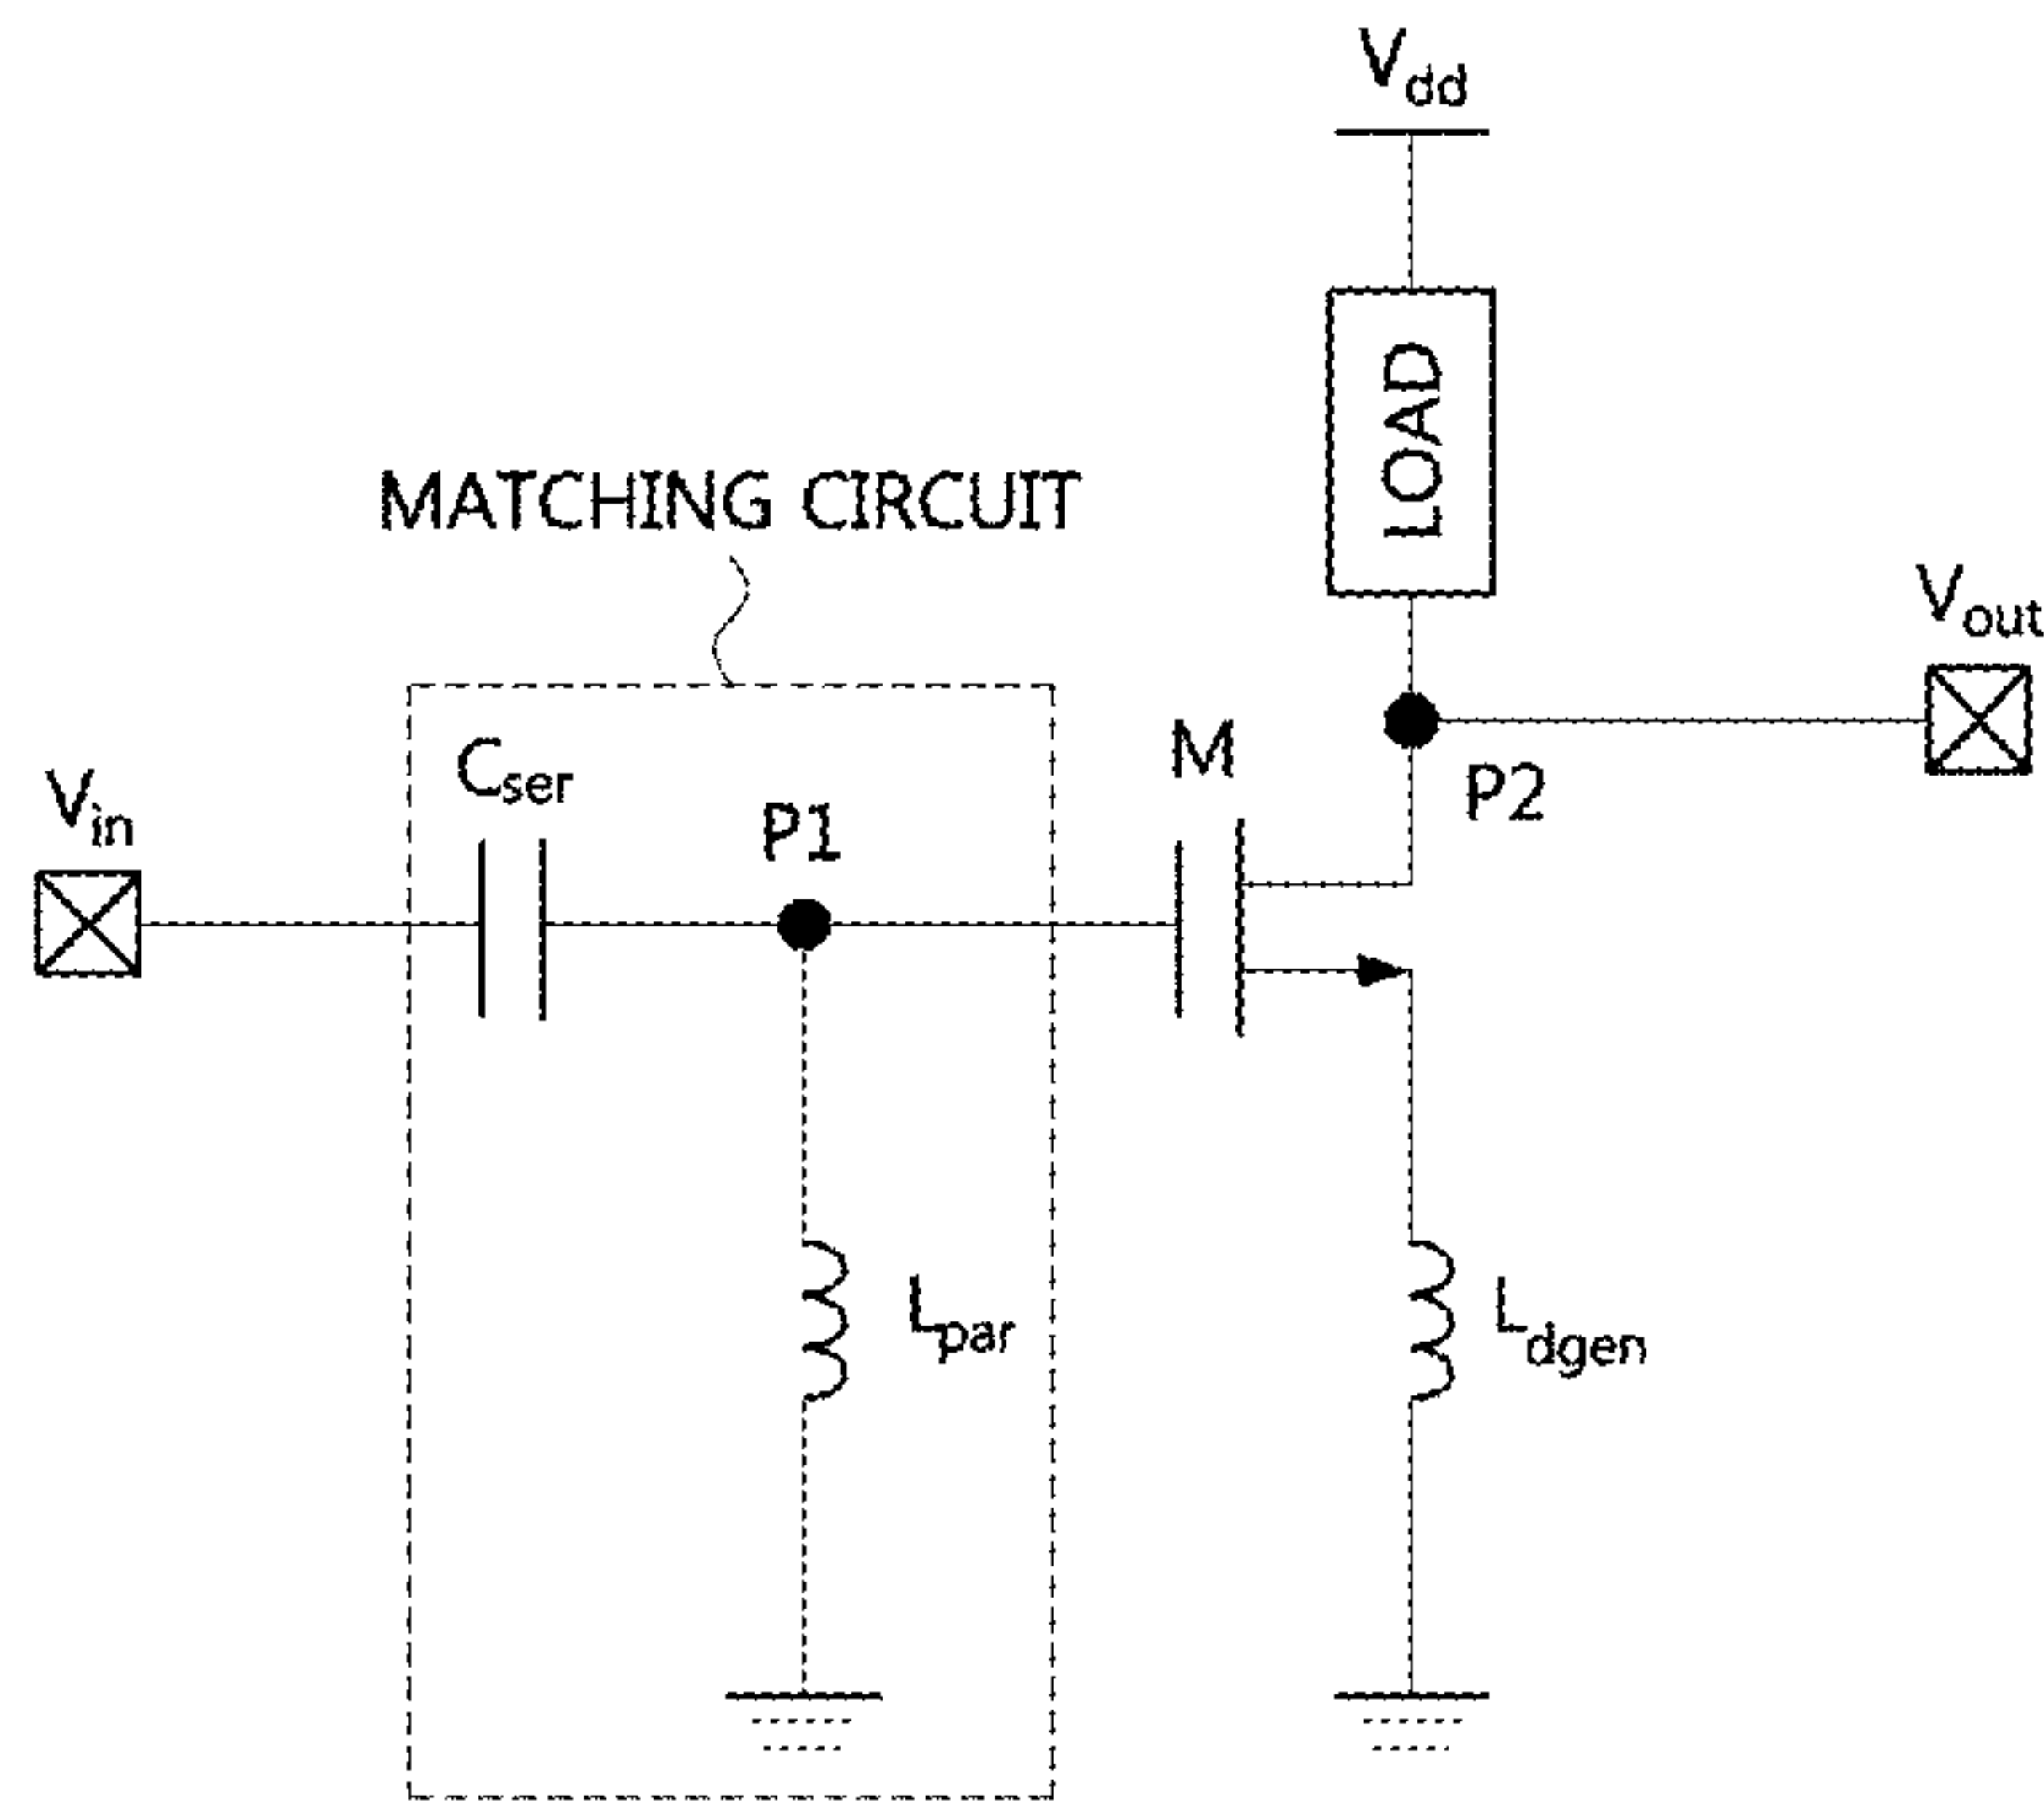 Vdd
LOAD
MATCHING CIRCUIT
Vout
Cser
M
Vin
P1
P2
Lpar
Ldgen